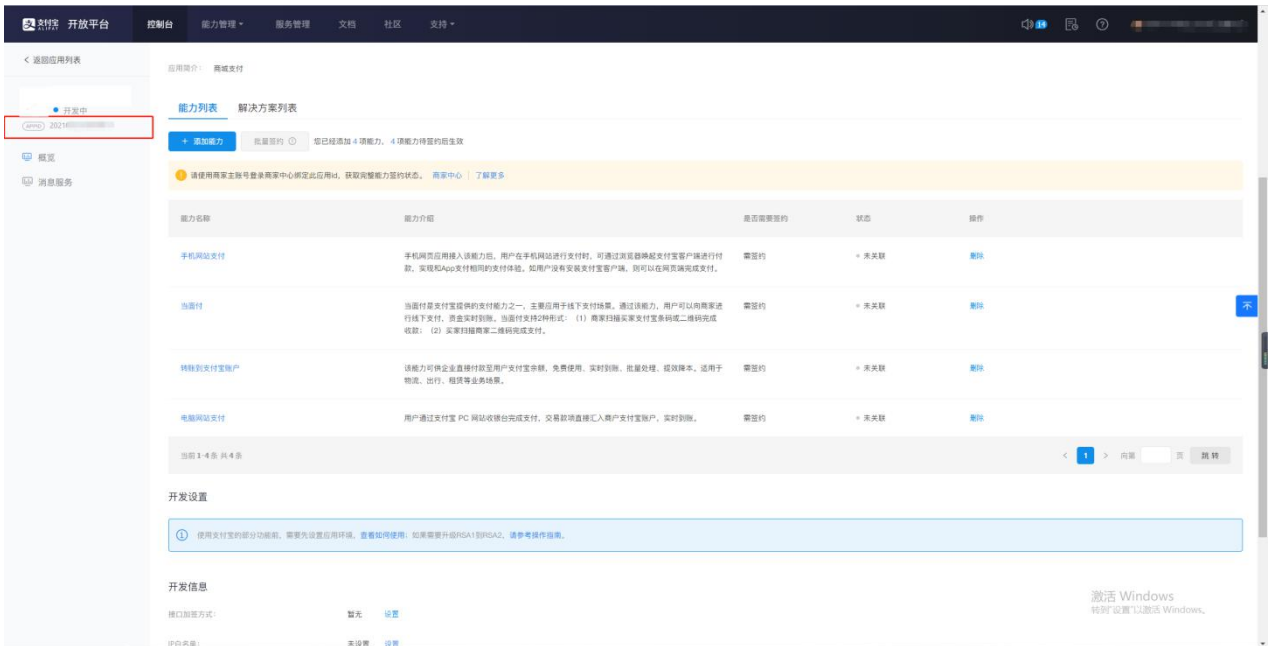 支付宝 开放平台 控制台 能力管理 服务管理 文档 社区 支持 14
ALIPAY
< 返回应用列表
应用简介： 商城支付
开发中
能力列表 解决方案列表
APPID 2021
+ 添加能力 批量签约 您已经添加 4 项能力，4 项能力待签约后生效
概览
消息服务
请使用商家主账号登录商家中心绑定此应用id，获取完整能力签约状态。 商家中心 | 了解更多
能力名称 能力介绍 是否需要签约 状态 操作
手机网站支付 手机网页应用接入该能力后，用户在手机网站进行支付时，可通过浏览器唤起支付宝客户端进行付 需签约 未关联 删除
款，实现和App支付相同的支付体验。如用户没有安装支付宝客户端，则可以在网页端完成支付。
当面付 当面付是支付宝提供的支付能力之一，主要应用于线下支付场景。通过该能力，用户可以向商家进 需签约 未关联 删除
行线下支付，资金实时到账。当面付支持2种形式：（1）商家扫描买家支付宝条码或二维码完成
收款；（2）买家扫描商家二维码完成支付。
转账到支付宝账户 该能力可供企业直接付款至用户支付宝余额，免费使用、实时到账、批量处理、提效降本。适用于 需签约 未关联 删除
物流、出行、租赁等业务场景。
电脑网站支付 用户通过支付宝 PC 网站收银台完成支付，交易款项直接汇入商户支付宝账户，实时到账。 需签约 未关联 删除
当前 1-4 条 共 4 条 < 1 > 向第 页 跳 转
开发设置
使用支付宝的部分功能前，需要先设置应用环境，查看如何使用；如果需要升级RSA1到RSA2，请参考操作指南。
开发信息
接口加签方式： 暂无 设置
激活 Windows
转到"设置"以激活 Windows。
IP白名单： 未设置 设置